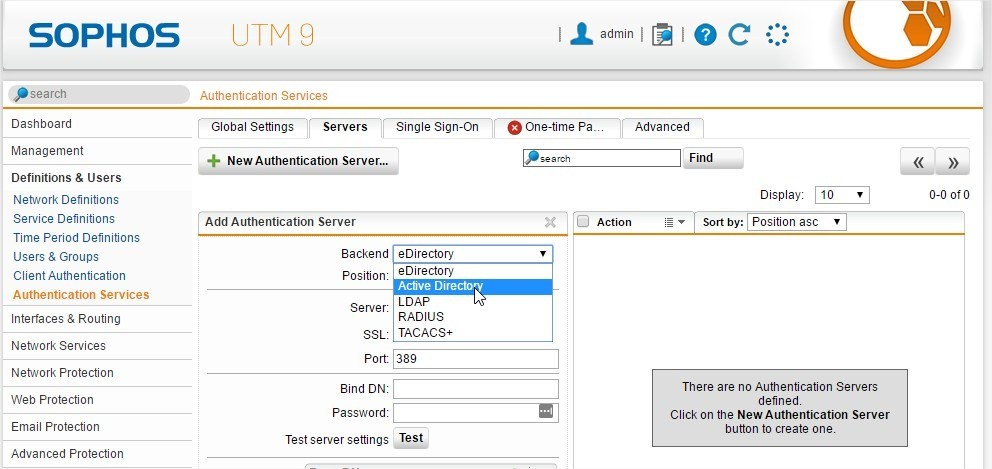 SOPHOS UTM 9
| admin | | ?
search
Authentication Services
Dashboard
Management
Definitions & Users
Network Definitions
Service Definitions
Time Period Definitions
Users & Groups
Client Authentication
Authentication Services
Interfaces & Routing
Network Services
Network Protection
Web Protection
Email Protection
Advanced Protection
Global Settings Servers Single Sign-On One-time Pa... Advanced
New Authentication Server...
search Find
« »
Display: 10 0-0 of 0
Add Authentication Server
Backend eDirectory
Position:
eDirectory
Active Directory
LDAP
RADIUS
TACACS+
Server:
SSL:
Port: 389
Bind DN:
Password:
Test server settings Test
Action Sort by: Position asc
There are no Authentication Servers
defined.
Click on the New Authentication Server
button to create one.